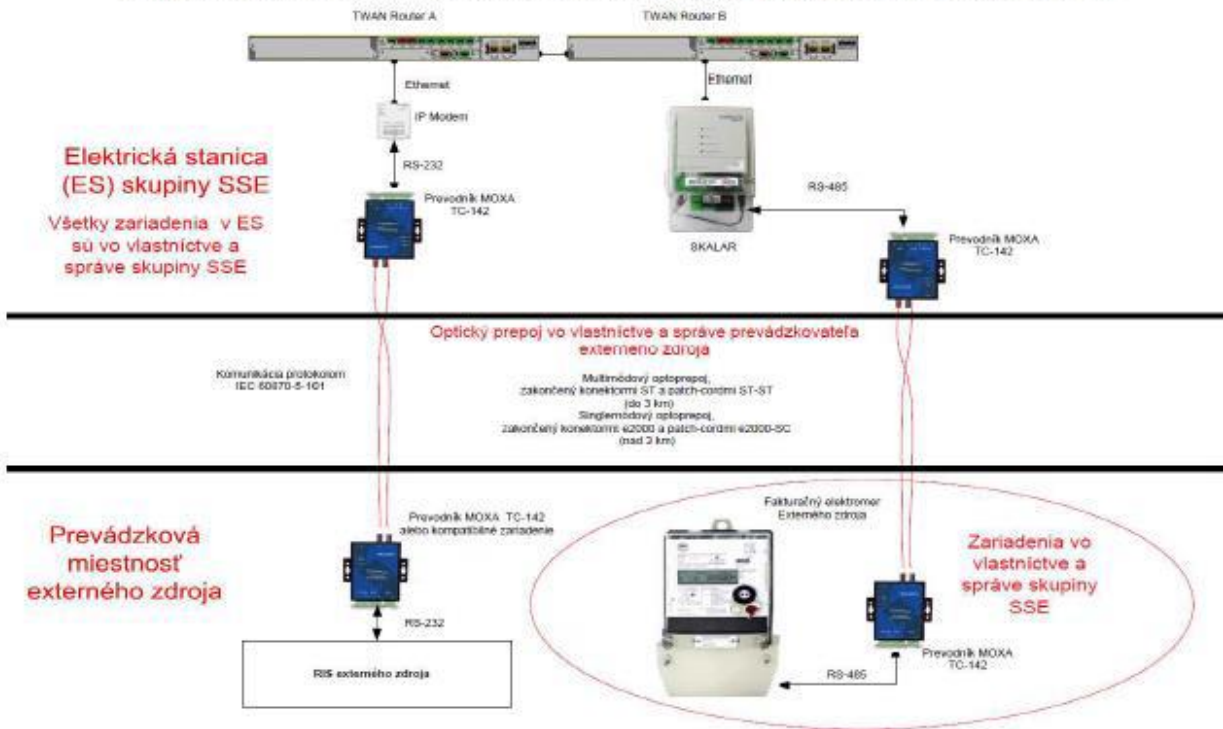 TWAN Router A
TWAN Router B
Ethernet
Ethernet
IP Modem
Elektrická stanica
(ES) skupiny SSE
RS-232
RS-485
Všetky zariadenia v ES
sú vo vlastníctve a
správe skupiny SSE
Prevodník MOXA
TC-142
SKALAR
Prevodník MOXA
TC-142
Optický prepoj vo vlastníctve a správe prevádzkovateľa
externého zdroja
Komunikácia protokolom
IEC 60870-5-101
Multimódový optoprepoj,
zakončený konektormi ST a patch-cordmi ST-ST
(do 3 km)
Singlemódový optoprepoj,
zakončený konektormi e2000 a patch-cordmi e2000-SC
(nad 3 km)
Prevádzková
miestnosť
externého zdroja
Prevodník MOXA TC-142
alebo kompatibilné zariadenie
Fakturačný elektromer
Externého zdroja
Zariadenia vo
vlastníctve a
správe skupiny
SSE
RS-232
RIS externého zdroja
Prevodník MOXA
TC-142
RS-485